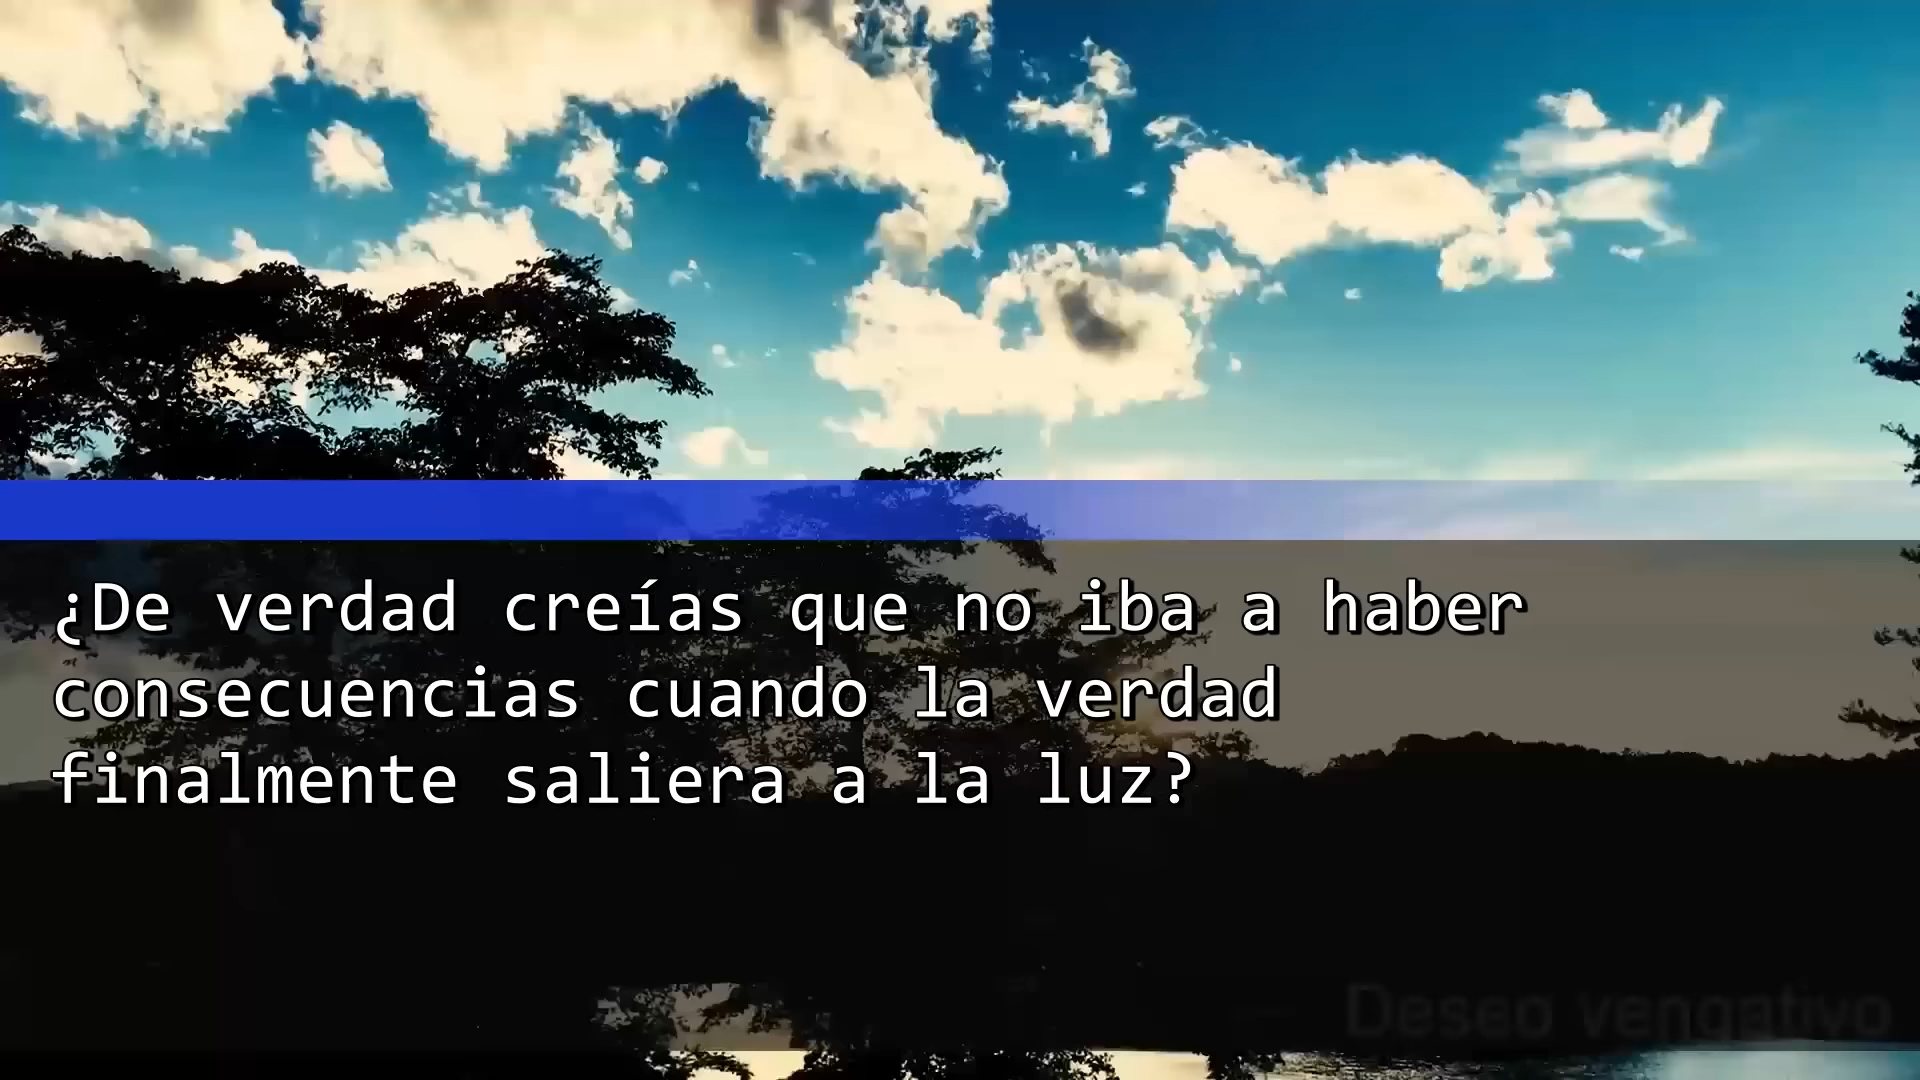 ¿De verdad creías que no iba a haber
consecuencias cuando la verdad
finalmente saliera a la luz?
Deseo vengativo